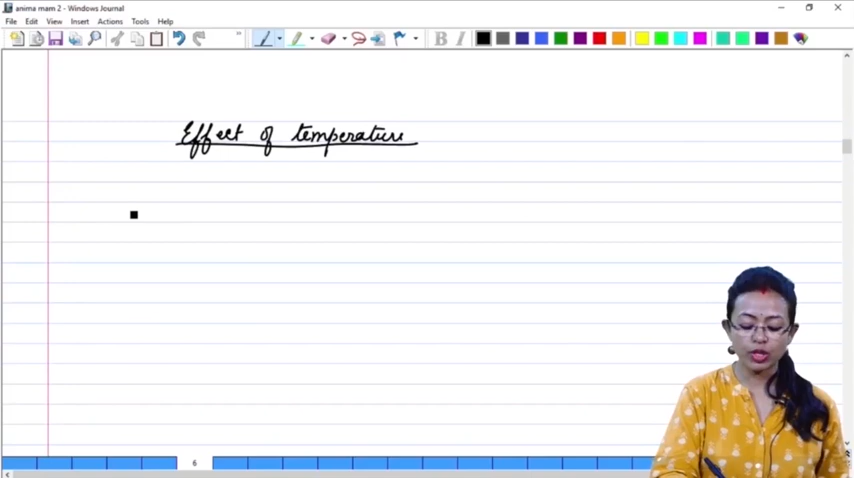 anima mam 2 - Windows Journal
File Edit View Insert Actions Tools Help
B I
Effect of temperature
6